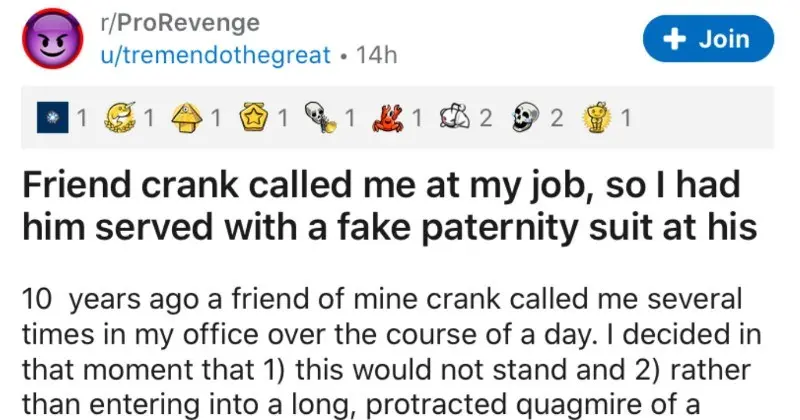 r/ProRevenge
u/tremendothegreat • 14h
+ Join
1 1 1 1 1 1 2 2 1
Friend crank called me at my job, so I had
him served with a fake paternity suit at his
10 years ago a friend of mine crank called me several
times in my office over the course of a day. I decided in
that moment that 1) this would not stand and 2) rather
than entering into a long, protracted quagmire of a